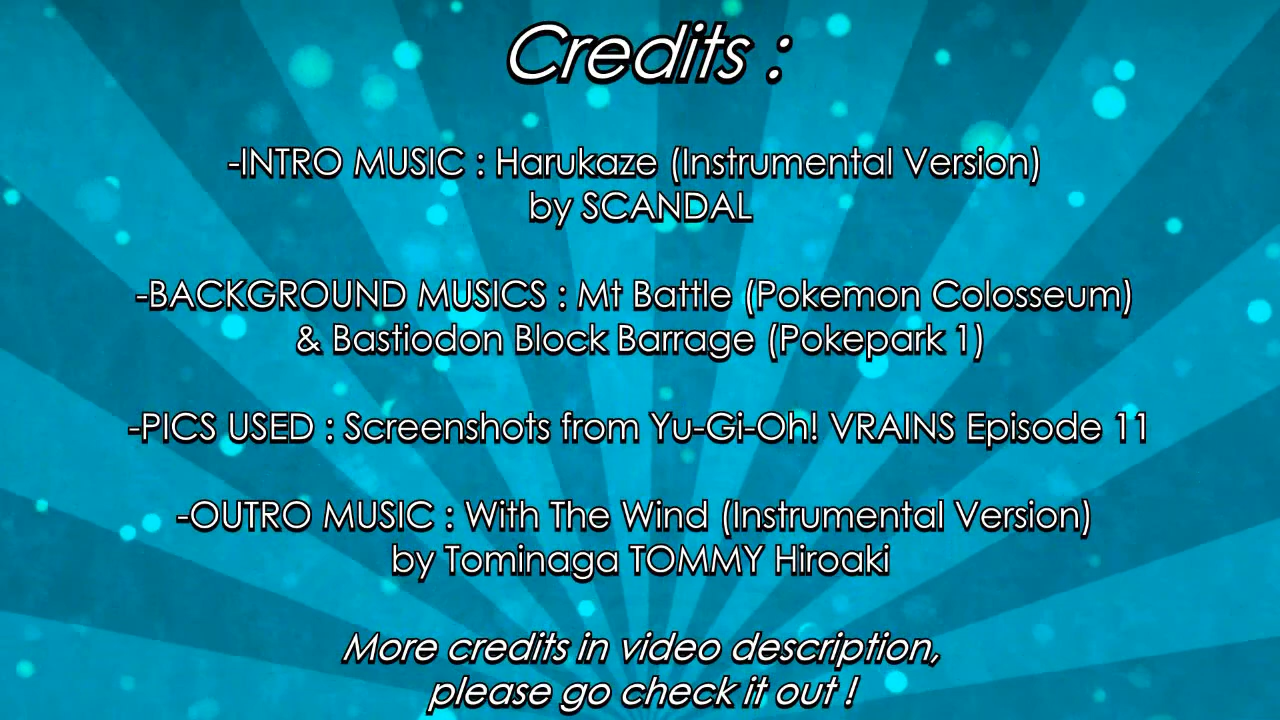 Credits :
-INTRO MUSIC : Harukaze (Instrumental Version)
by SCANDAL
-BACKGROUND MUSICS : Mt Battle (Pokemon Colosseum)
& Bastiodon Block Barrage (Pokepark 1)
-PICS USED : Screenshots from Yu-Gi-Oh! VRAINS Episode 11
-OUTRO MUSIC : With The Wind (Instrumental Version)
by Tominaga TOMMY Hiroaki
More credits in video description,
please go check it out !